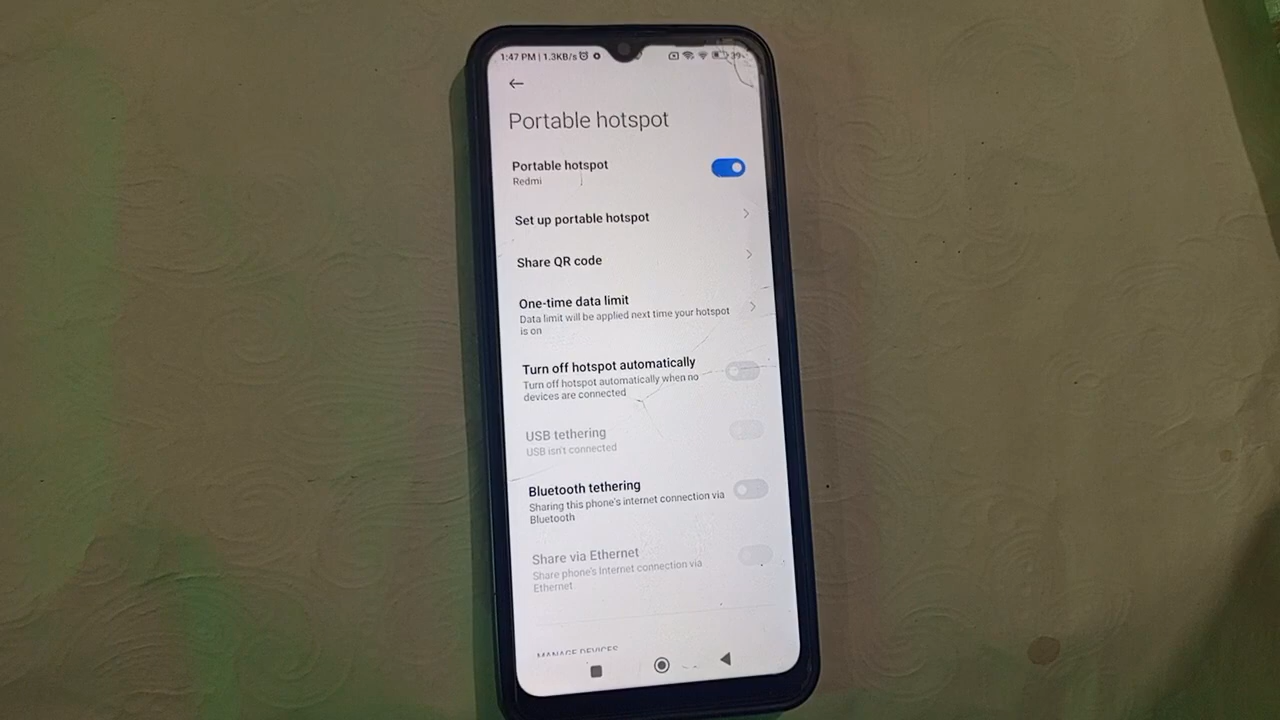 1:47 PM | 1.3KB/s
Portable hotspot
Portable hotspot
Redmi
Set up portable hotspot
Share QR code
One-time data limit
Data limit will be applied next time your hotspot
is on
Turn off hotspot automatically
Turn off hotspot automatically when no
devices are connected
USB tethering
USB isn't connected
Bluetooth tethering
Sharing this phone's internet connection via
Bluetooth
Share via Ethernet
Share phone's Internet connection via
Ethernet
MANAGE DEVICES